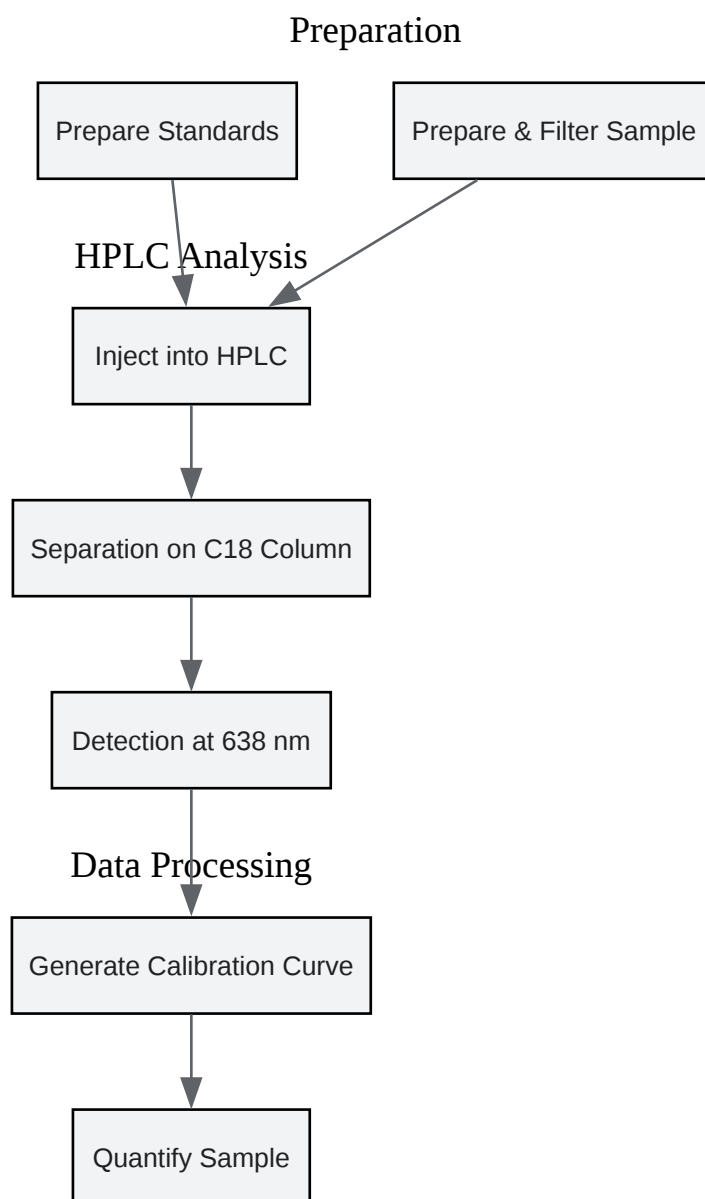 Preparation
Prepare Standards
Prepare & Filter Sample
HPLC Analysis
Inject into HPLC
Separation on C18 Column
Detection at 638 nm
Data Processing
Generate Calibration Curve
Quantify Sample